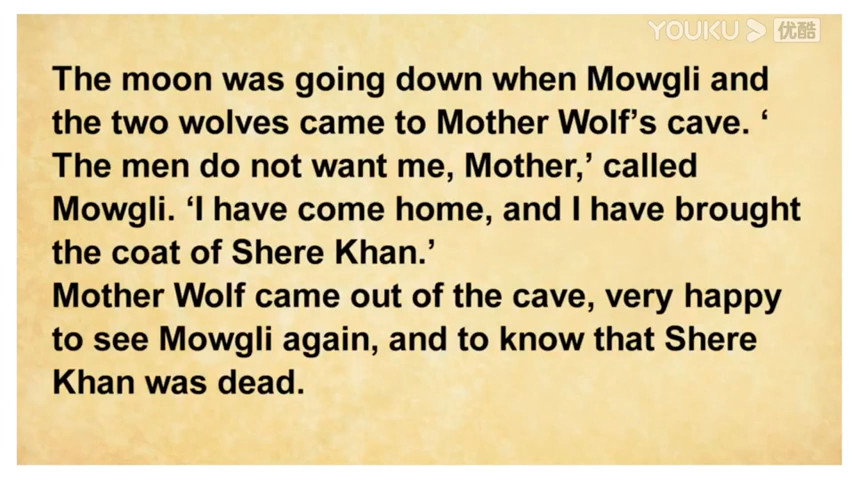 YOUKU 优酷
The moon was going down when Mowgli and
the two wolves came to Mother Wolf’s cave. ‘
The men do not want me, Mother,’ called
Mowgli. ‘I have come home, and I have brought
the coat of Shere Khan.’
Mother Wolf came out of the cave, very happy
to see Mowgli again, and to know that Shere
Khan was dead.